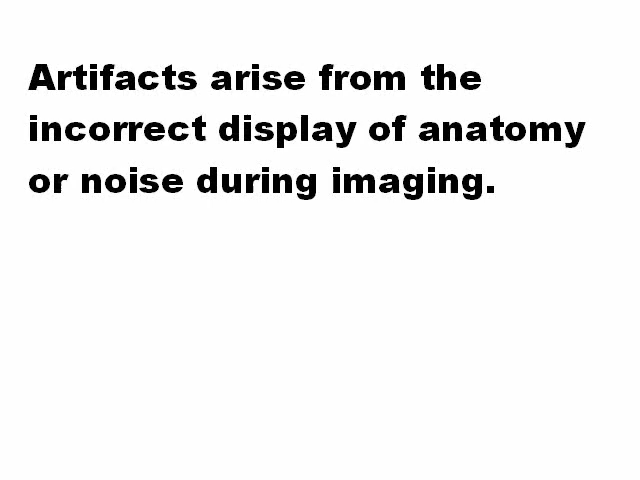 Artifacts arise from the
incorrect display of anatomy
or noise during imaging.